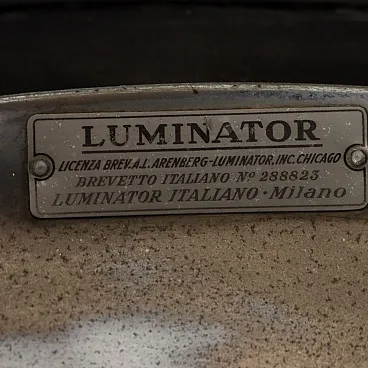 LUMINATOR
LICENZA BREV. A.L. ARENBERG-LUMINATOR, INC. CHICAGO
BREVETTO ITALIANO Nº 288823
LUMINATOR ITALIANO · Milano